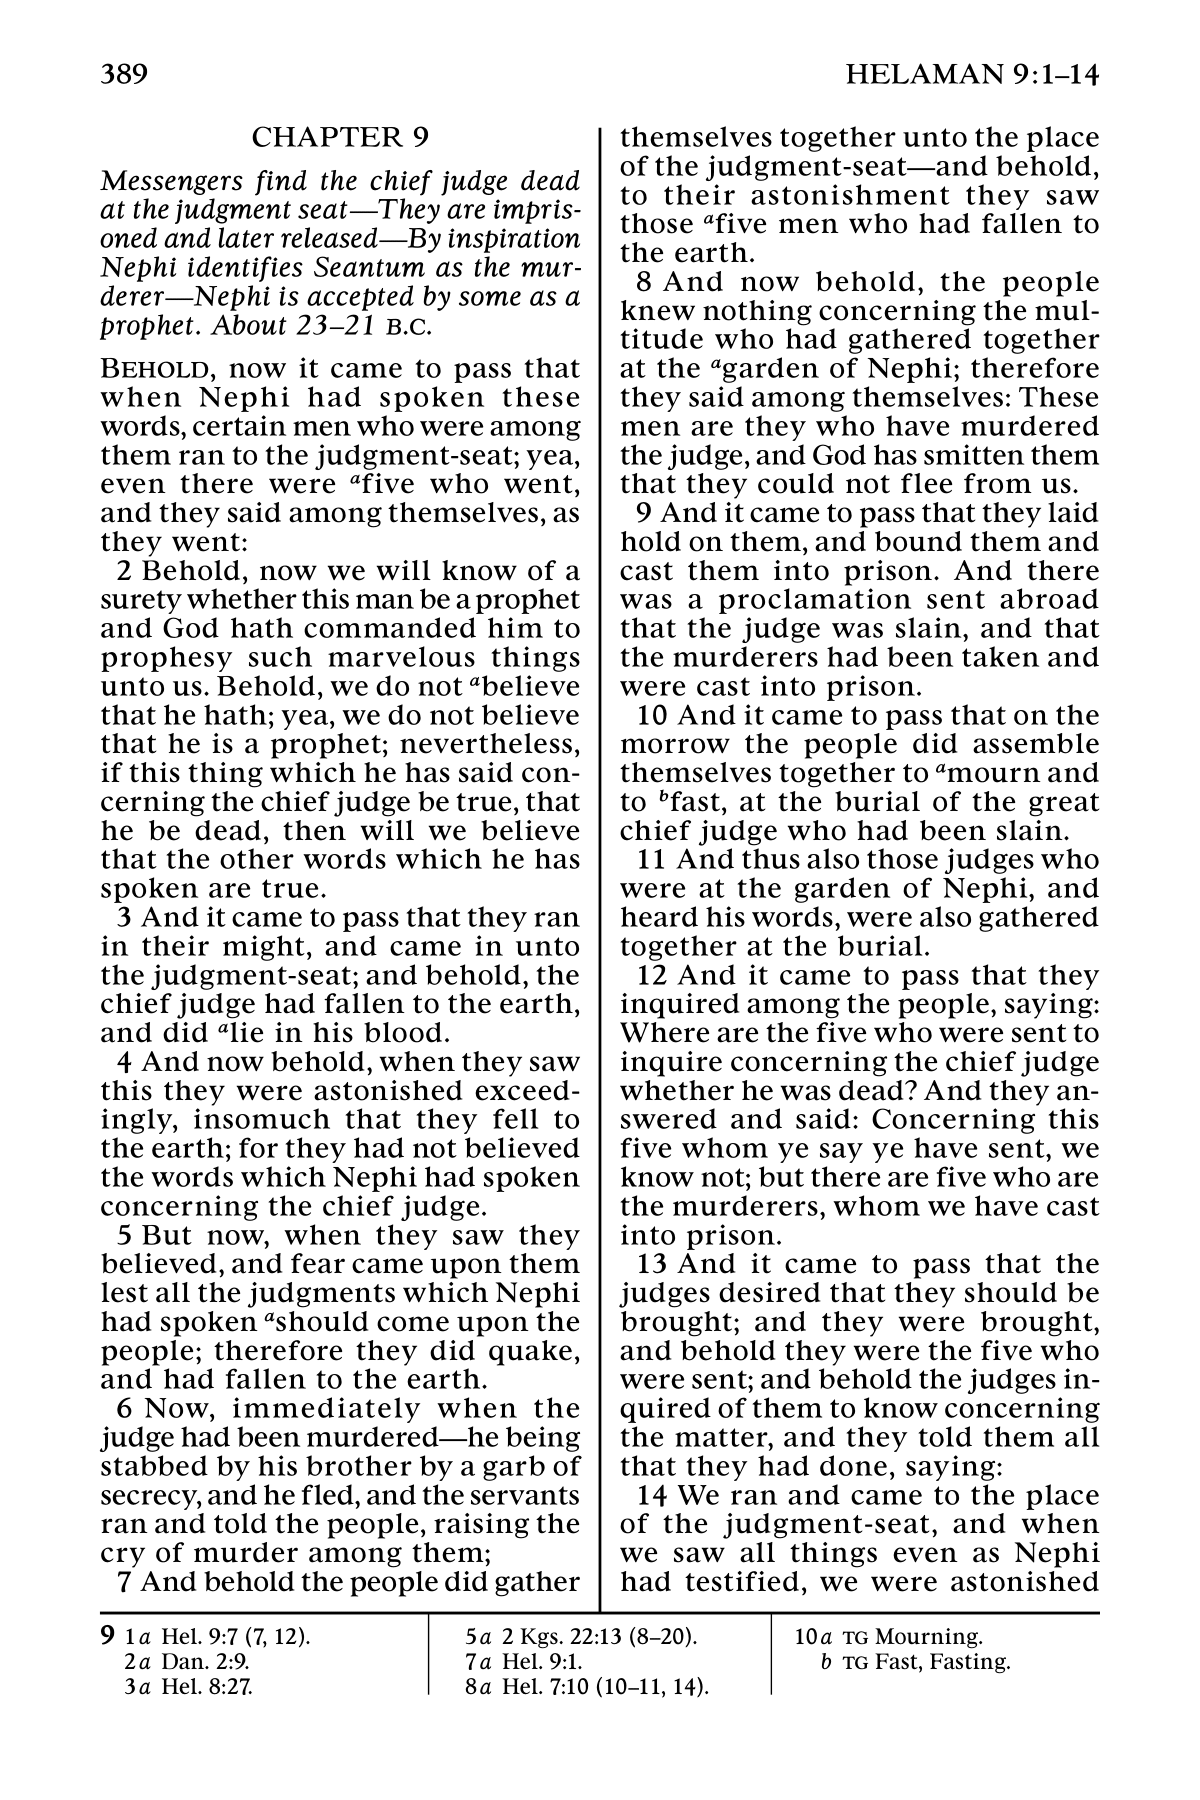 389
HELAMAN 9:1–14
CHAPTER 9
Messengers find the chief judge dead
at the judgment seat—They are impris-
oned and later released—By inspiration
Nephi identifies Seantum as the mur-
derer—Nephi is accepted by some as a
prophet. About 23–21 B.C.
BEHOLD, now it came to pass that
when Nephi had spoken these
words, certain men who were among
them ran to the judgment-seat; yea,
even there were afive who went,
and they said among themselves, as
they went:
2 Behold, now we will know of a
surety whether this man be a prophet
and God hath commanded him to
prophesy such marvelous things
unto us. Behold, we do not abelieve
that he hath; yea, we do not believe
that he is a prophet; nevertheless,
if this thing which he has said con-
cerning the chief judge be true, that
he be dead, then will we believe
that the other words which he has
spoken are true.
3 And it came to pass that they ran
in their might, and came in unto
the judgment-seat; and behold, the
chief judge had fallen to the earth,
and did alie in his blood.
4 And now behold, when they saw
this they were astonished exceed-
ingly, insomuch that they fell to
the earth; for they had not believed
the words which Nephi had spoken
concerning the chief judge.
5 But now, when they saw they
believed, and fear came upon them
lest all the judgments which Nephi
had spoken ashould come upon the
people; therefore they did quake,
and had fallen to the earth.
6 Now, immediately when the
judge had been murdered—he being
stabbed by his brother by a garb of
secrecy, and he fled, and the servants
ran and told the people, raising the
cry of murder among them;
7 And behold the people did gather
themselves together unto the place
of the judgment-seat—and behold,
to their astonishment they saw
those afive men who had fallen to
the earth.
8 And now behold, the people
knew nothing concerning the mul-
titude who had gathered together
at the agarden of Nephi; therefore
they said among themselves: These
men are they who have murdered
the judge, and God has smitten them
that they could not flee from us.
9 And it came to pass that they laid
hold on them, and bound them and
cast them into prison. And there
was a proclamation sent abroad
that the judge was slain, and that
the murderers had been taken and
were cast into prison.
10 And it came to pass that on the
morrow the people did assemble
themselves together to amourn and
to bfast, at the burial of the great
chief judge who had been slain.
11 And thus also those judges who
were at the garden of Nephi, and
heard his words, were also gathered
together at the burial.
12 And it came to pass that they
inquired among the people, saying:
Where are the five who were sent to
inquire concerning the chief judge
whether he was dead? And they an-
swered and said: Concerning this
five whom ye say ye have sent, we
know not; but there are five who are
the murderers, whom we have cast
into prison.
13 And it came to pass that the
judges desired that they should be
brought; and they were brought,
and behold they were the five who
were sent; and behold the judges in-
quired of them to know concerning
the matter, and they told them all
that they had done, saying:
14 We ran and came to the place
of the judgment-seat, and when
we saw all things even as Nephi
had testified, we were astonished
9 1a Hel. 9:7 (7, 12).
2a Dan. 2:9.
3a Hel. 8:27.
5a 2 Kgs. 22:13 (8–20).
7a Hel. 9:1.
8a Hel. 7:10 (10–11, 14).
10a TG Mourning.
b TG Fast, Fasting.